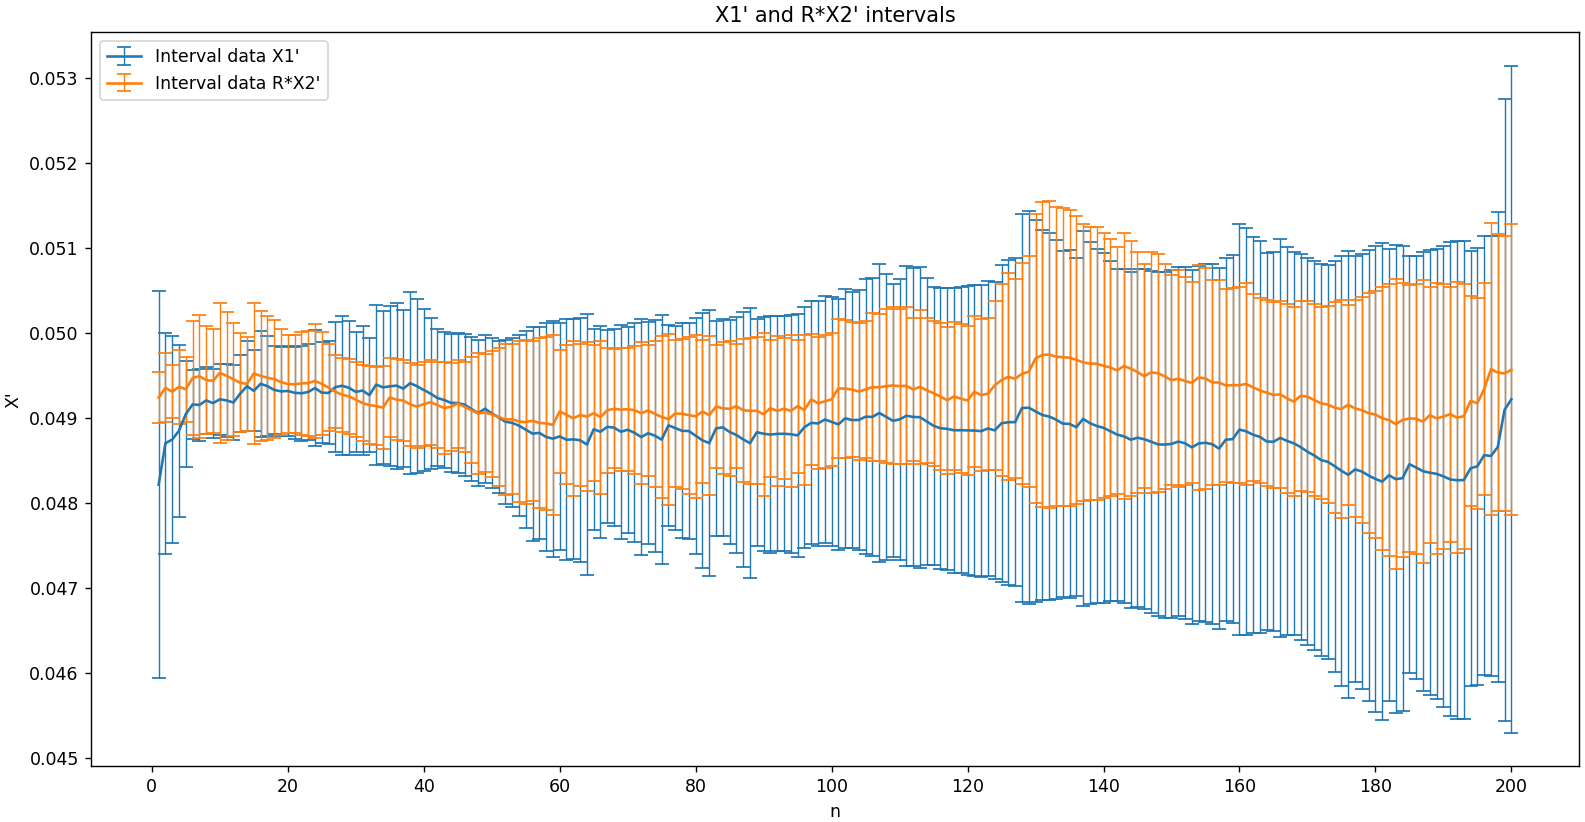 X1' and R*X2' intervals
Interval data X1'
Interval data R*X2'
0.053
0.052
0.051
0.050
0.049
0.048
0.047
0.046
0.045
X'
0 20 40 60 80 100 120 140 160 180 200
n